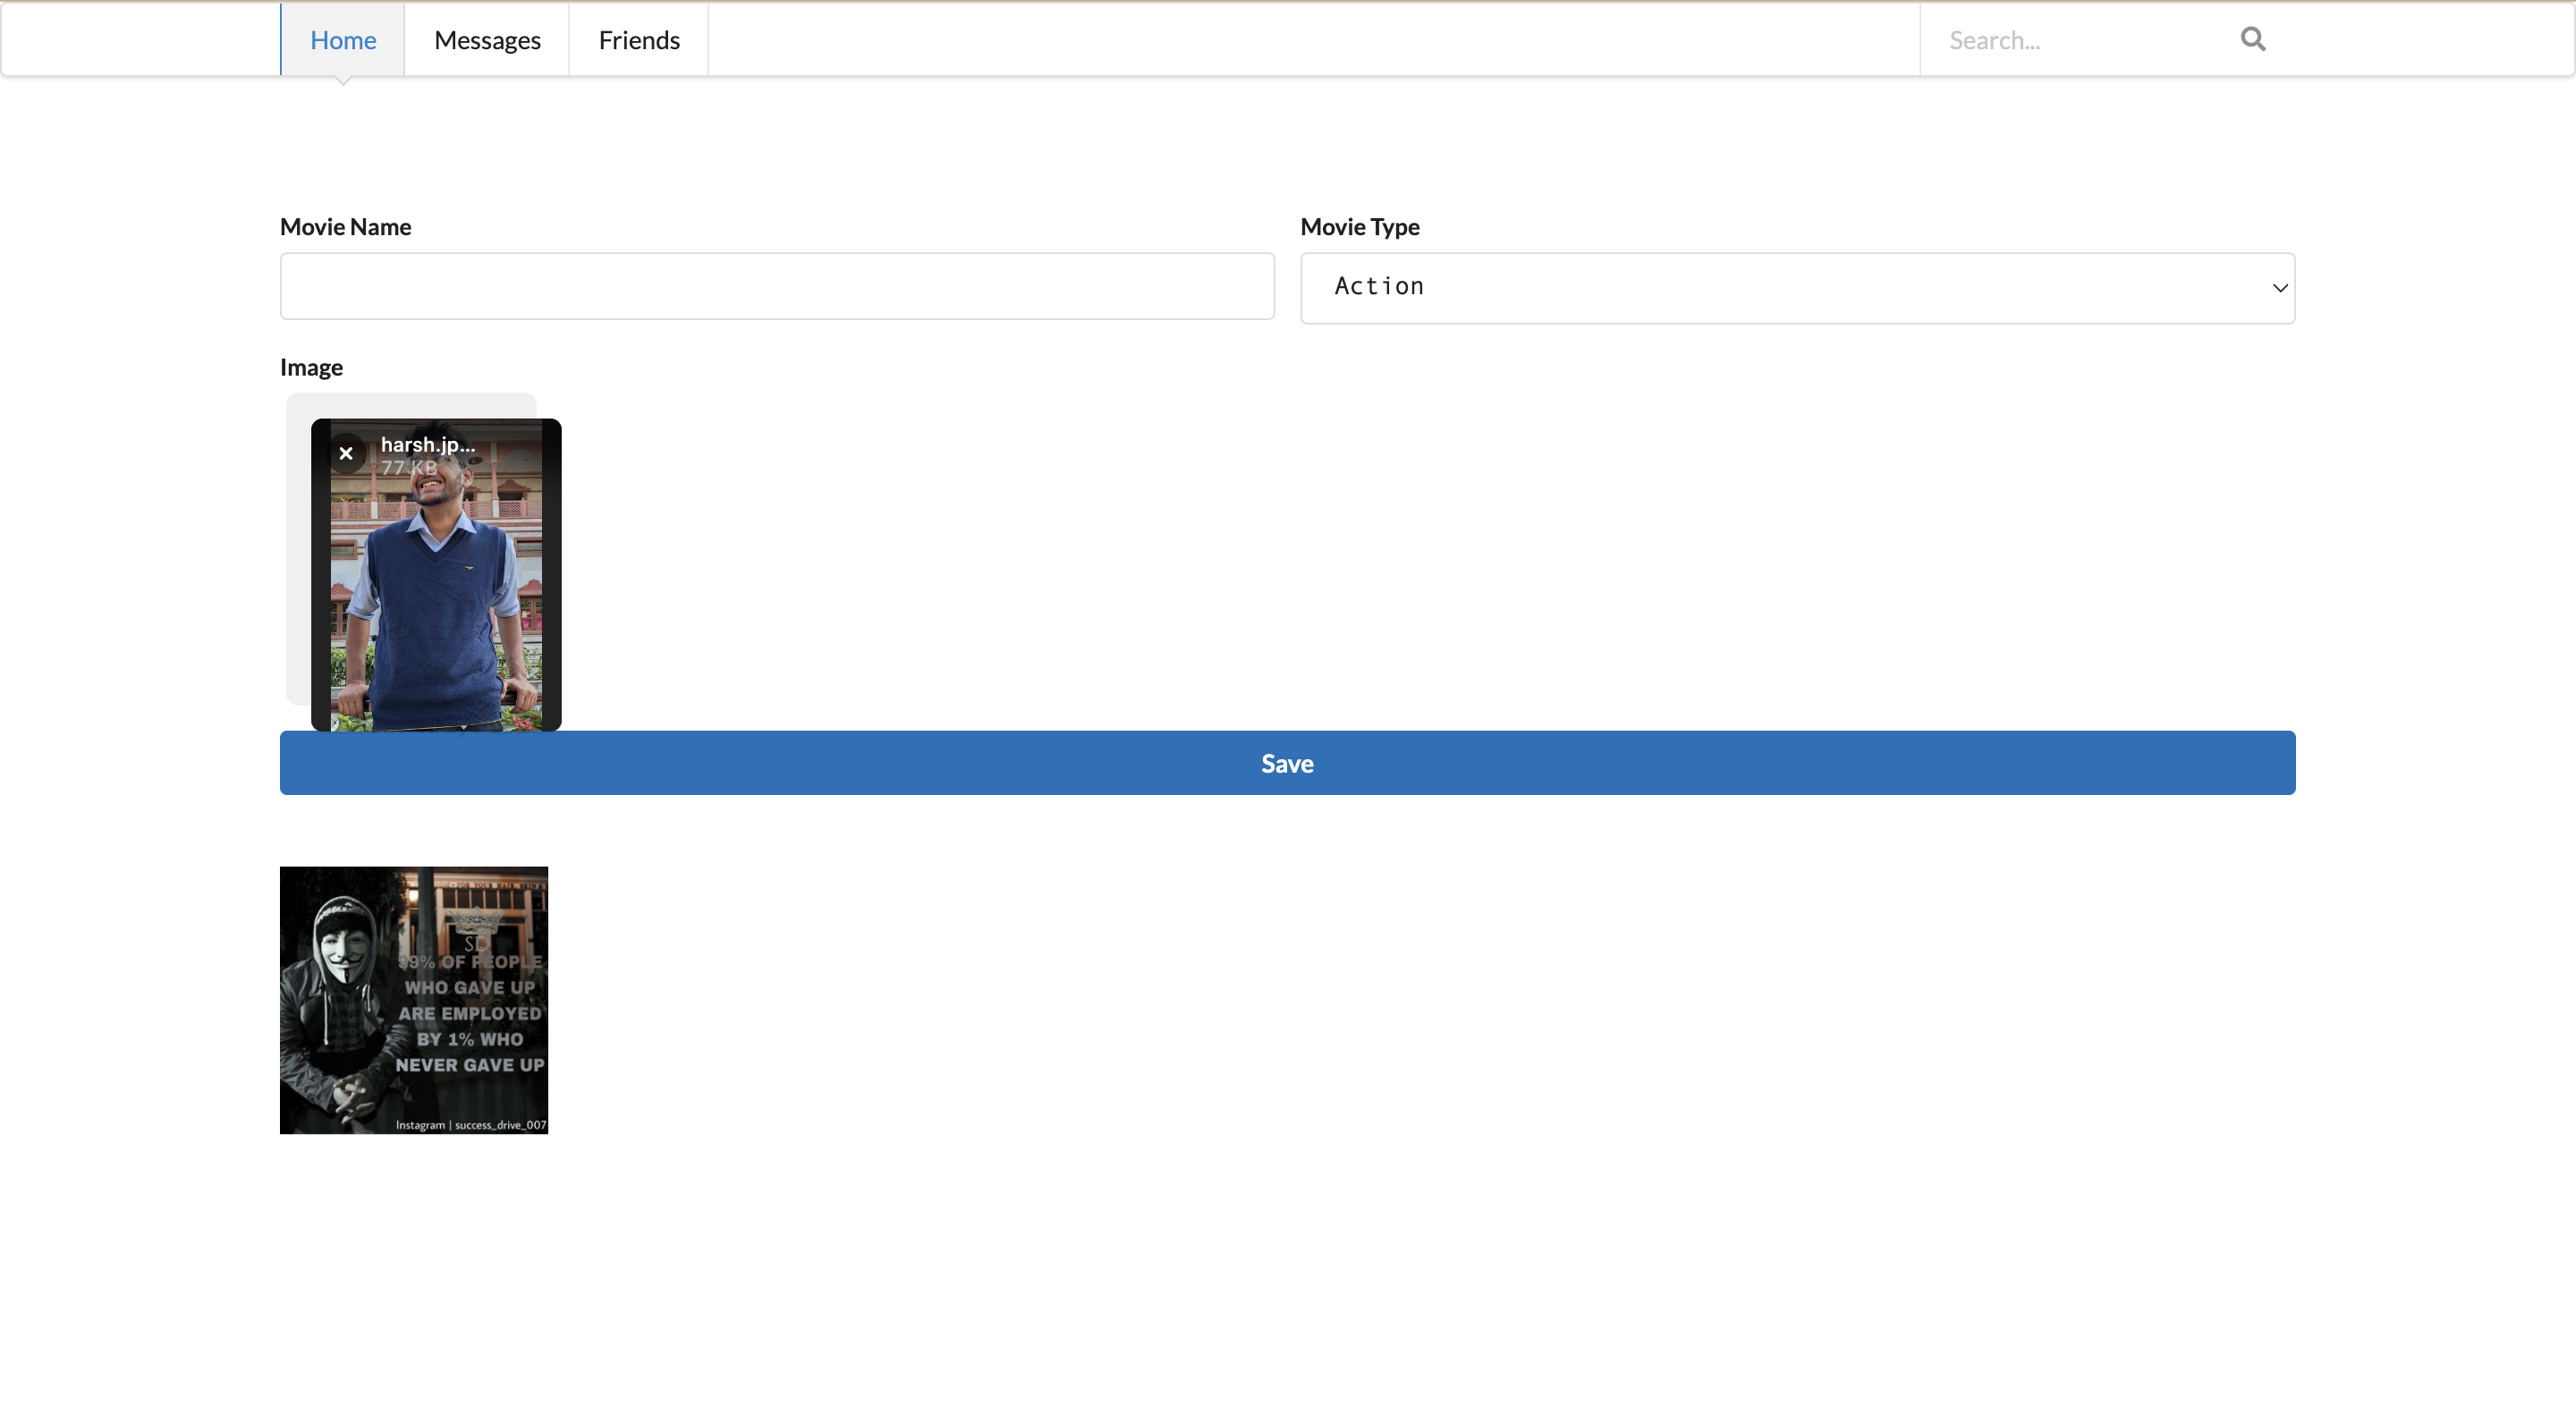 Home
Messages
Friends
Search...
Movie Name
Movie Type
Action
Image
harsh.jp...
77 KB
Save
SD
99% OF PEOPLE
WHO GAVE UP
ARE EMPLOYED
BY 1% WHO
NEVER GAVE UP
Instagram | success_drive_007